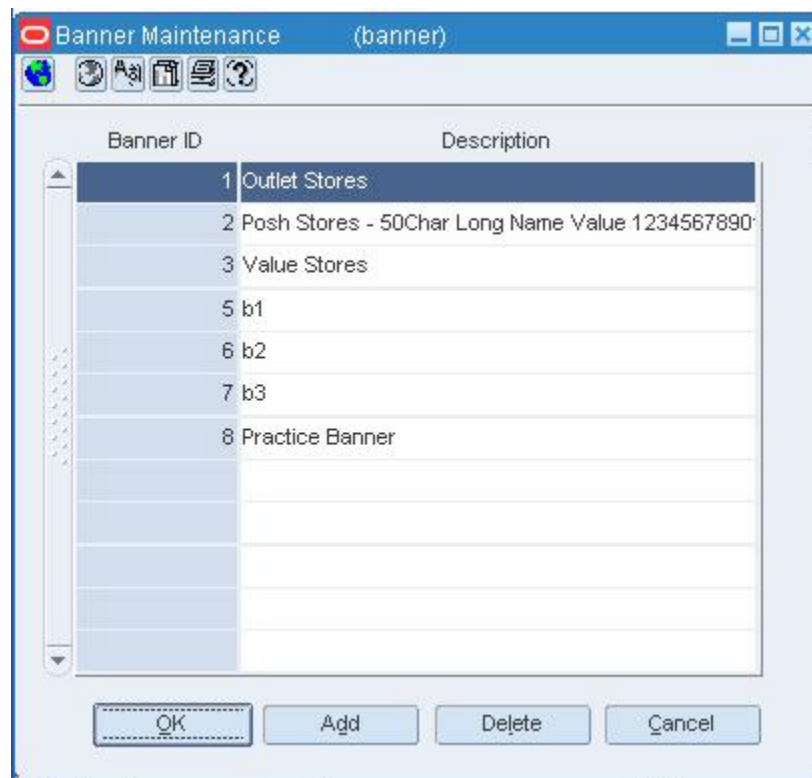 Banner Maintenance (banner)
Banner ID Description
1 Outlet Stores
2 Posh Stores - 50Char Long Name Value 1234567890
3 Value Stores
5 b1
6 b2
7 b3
8 Practice Banner
OK Add Delete Cancel